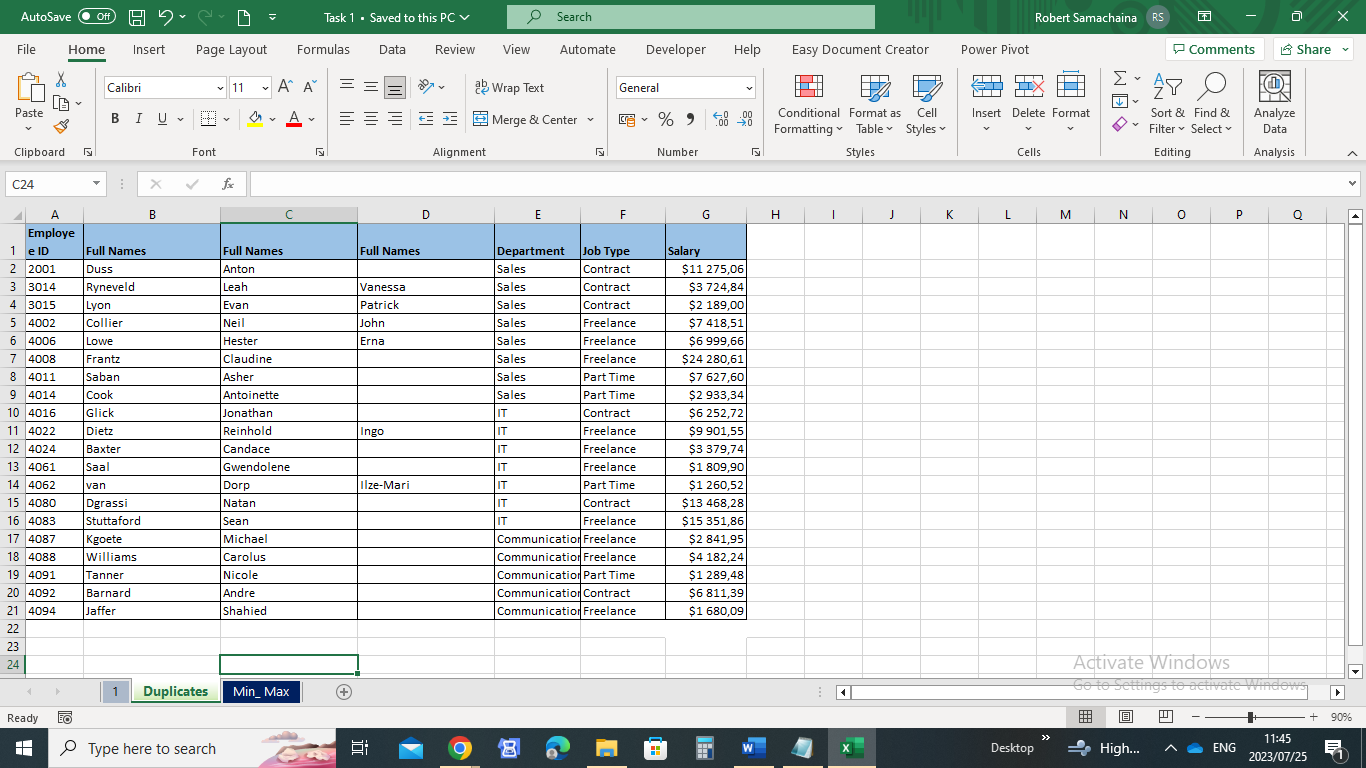 AutoSave Off Task 1 • Saved to this PC Search Robert Samachaina RS
File Home Insert Page Layout Formulas Data Review View Automate Developer Help Easy Document Creator Power Pivot Comments Share
Paste Calibri 11 Wrap Text General Conditional Formatting Format as Table Cell Styles Insert Delete Format Sort & Filter Find & Select Analyze Data
B I U A Merge & Center % 9
Clipboard Font Alignment Number Styles Cells Editing Analysis
C24 fx
A B C D E F G H I J K L M N O P Q
1 Employe e ID Full Names Full Names Full Names Department Job Type Salary
2 2001 Duss Anton Sales Contract $11 275,06
3 3014 Ryneveld Leah Vanessa Sales Contract $3 724,84
4 3015 Lyon Evan Patrick Sales Contract $2 189,00
5 4002 Collier Neil John Sales Freelance $7 418,51
6 4006 Lowe Hester Erna Sales Freelance $6 999,66
7 4008 Frantz Claudine Sales Freelance $24 280,61
8 4011 Saban Asher Sales Part Time $7 627,60
9 4014 Cook Antoinette Sales Part Time $2 933,34
10 4016 Glick Jonathan IT Contract $6 252,72
11 4022 Dietz Reinhold Ingo IT Freelance $9 901,55
12 4024 Baxter Candace IT Freelance $3 379,74
13 4061 Saal Gwendolene IT Freelance $1 809,90
14 4062 van Dorp Ilze-Mari IT Part Time $1 260,52
15 4080 Dgrassi Natan IT Contract $13 468,28
16 4083 Stuttaford Sean IT Freelance $15 351,86
17 4087 Kgoete Michael Communication Freelance $2 841,95
18 4088 Williams Carolus Communication Freelance $4 182,24
19 4091 Tanner Nicole Communication Part Time $1 289,48
20 4092 Barnard Andre Communication Contract $6 811,39
21 4094 Jaffer Shahied Communication Freelance $1 680,09
22
23
24
Activate Windows
Go to Settings to activate Windows.
1 Duplicates Min_ Max
Ready 90%
Type here to search Desktop High... ENG 11:45
2023/07/25 1